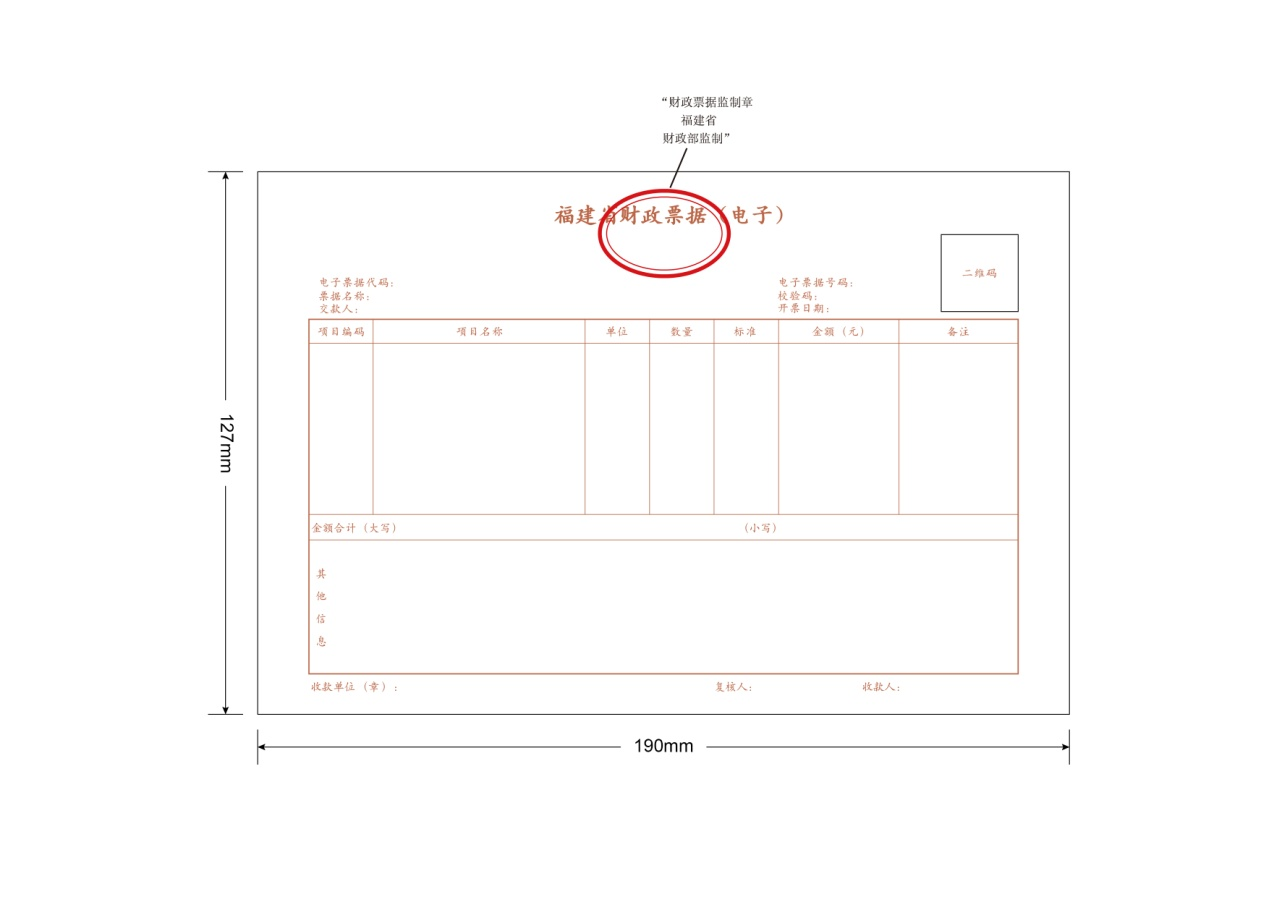 “财政票据监制章
福建省
财政部监制”
福建省财政票据（电子）
二维码
电子票据代码： 电子票据号码：
票据名称： 校验码：
交款人： 开票日期：
项目编码 项目名称 单位 数量 标准 金额（元） 备注
金额合计（大写） （小写）
其
他
信
息
收款单位（章）： 复核人： 收款人：
127mm
190mm